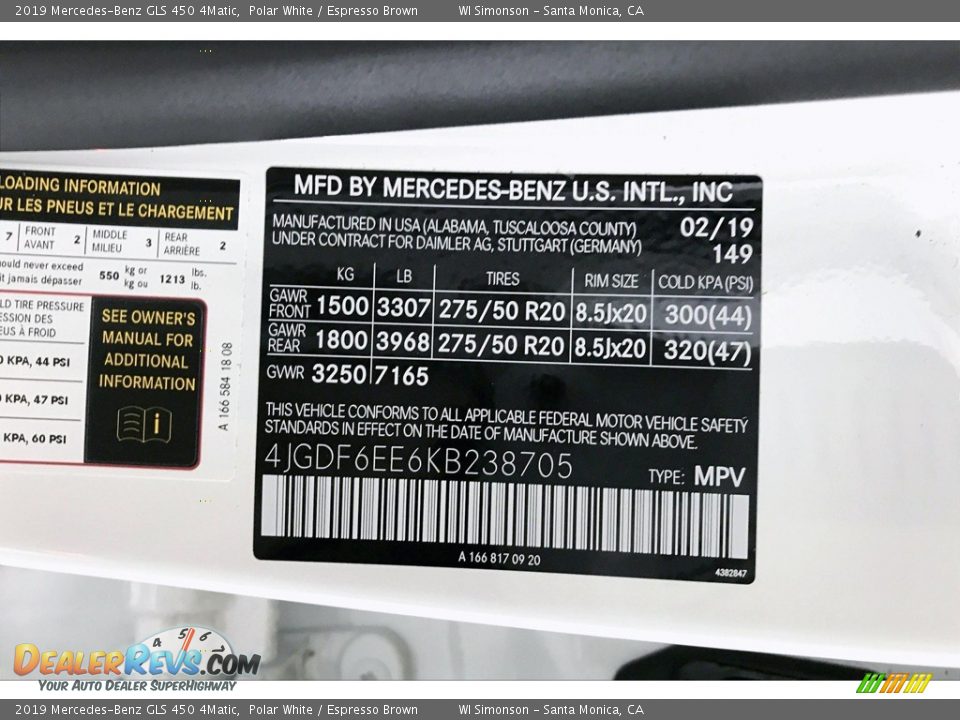 2019 Mercedes-Benz GLS 450 4Matic, Polar White / Espresso Brown WI Simonson - Santa Monica, CA
LOADING INFORMATION
UR LES PNEUS ET LE CHARGEMENT
7 FRONT AVANT 2 MIDDLE MILIEU 3 REAR ARRIÈRE 2
should never exceed
it jamais dépasser
550 kg or kg ou 1213 lbs. lb.
LD TIRE PRESSURE
ESSION DES
EUS À FROID
0 KPA, 44 PSI
0 KPA, 47 PSI
KPA, 60 PSI
SEE OWNER'S
MANUAL FOR
ADDITIONAL
INFORMATION
i
A 166 584 18 08
MFD BY MERCEDES-BENZ U.S. INTL., INC
MANUFACTURED IN USA (ALABAMA, TUSCALOOSA COUNTY) 02/19
UNDER CONTRACT FOR DAIMLER AG, STUTTGART (GERMANY) 149
KG LB TIRES RIM SIZE COLD KPA (PSI)
GAWR FRONT 1500 3307 275/50 R20 8.5Jx20 300(44)
GAWR REAR 1800 3968 275/50 R20 8.5Jx20 320(47)
GVWR 3250 7165
THIS VEHICLE CONFORMS TO ALL APPLICABLE FEDERAL MOTOR VEHICLE SAFETY
STANDARDS IN EFFECT ON THE DATE OF MANUFACTURE SHOWN ABOVE.
4JGDF6EE6KB238705 TYPE: MPV
A 166 817 09 20
4382847
4 5 6
DEALERREVS.COM
YOUR AUTO DEALER SUPERHIGHWAY
2019 Mercedes-Benz GLS 450 4Matic, Polar White / Espresso Brown WI Simonson - Santa Monica, CA